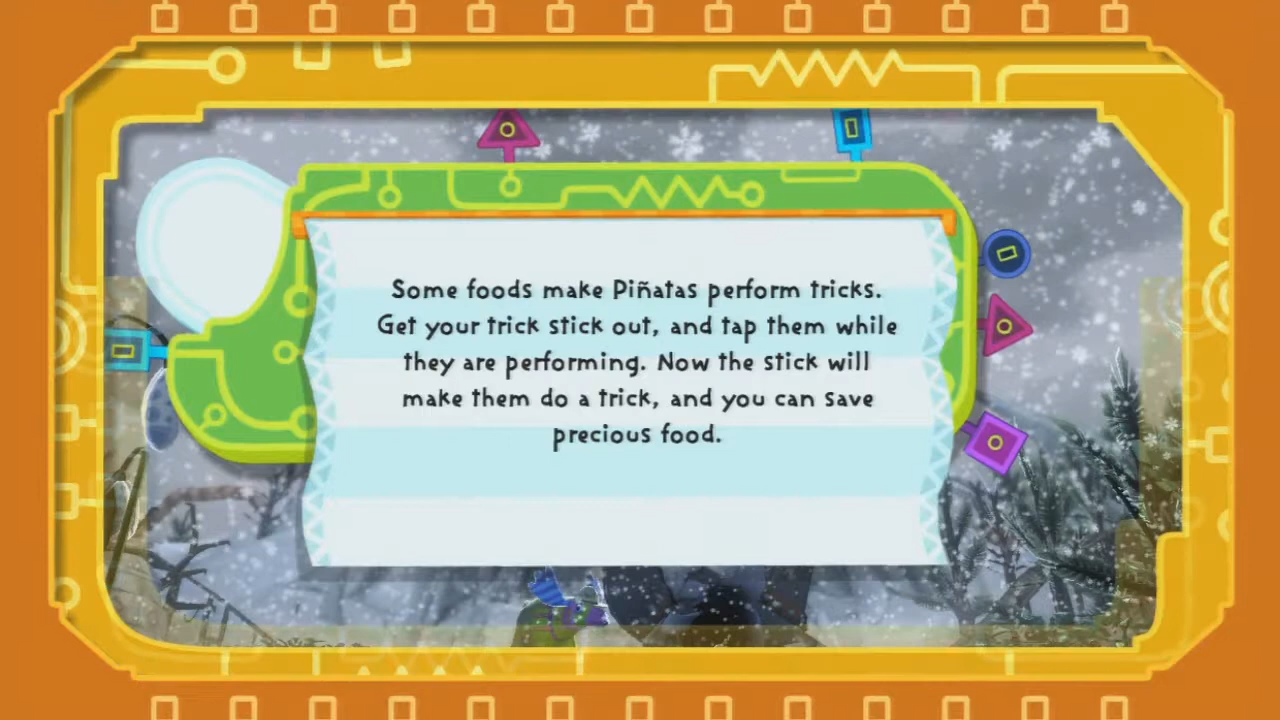 Some foods make Piñatas perform tricks.
Get your trick stick out, and tap them while
they are performing. Now the stick will
make them do a trick, and you can save
precious food.